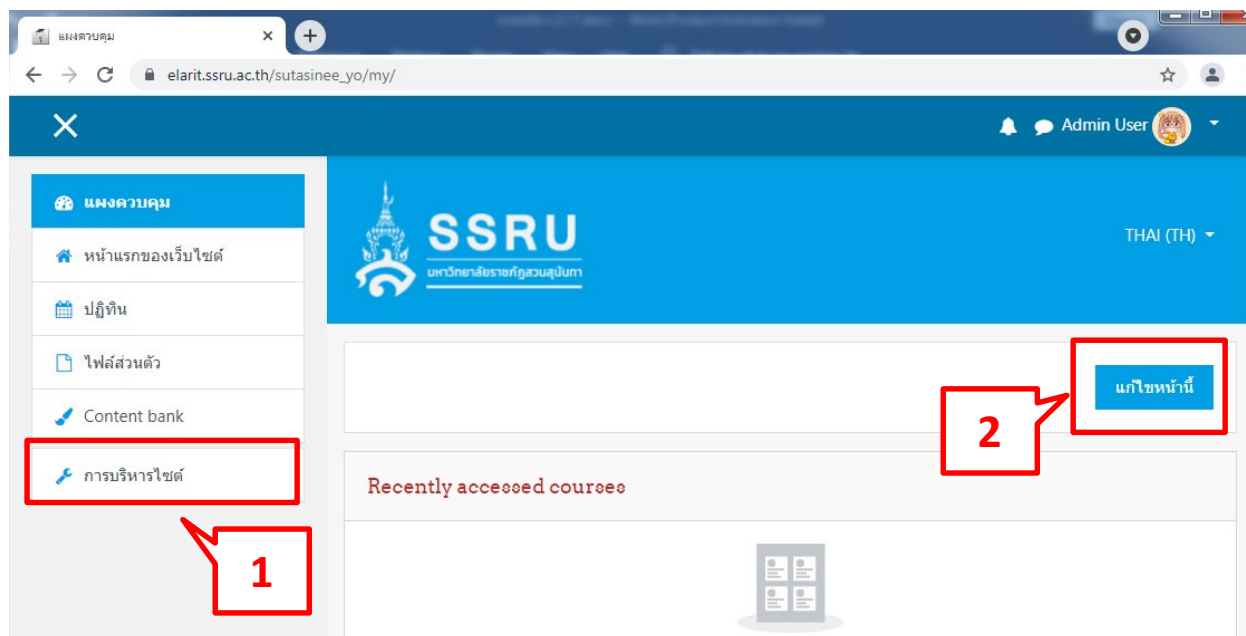 แผงควบคุม
elarit.ssru.ac.th/sutasinee_yo/my/
Admin User
แผงควบคุม
หน้าแรกของเว็บไซต์
ปฏิทิน
ไฟล์ส่วนตัว
Content bank
การบริหารไซต์
1
SSRU
มหาวิทยาลัยราชภัฏสวนสุนันทา
THAI (TH)
แก้ไขหน้านี้
2
Recently accessed courses